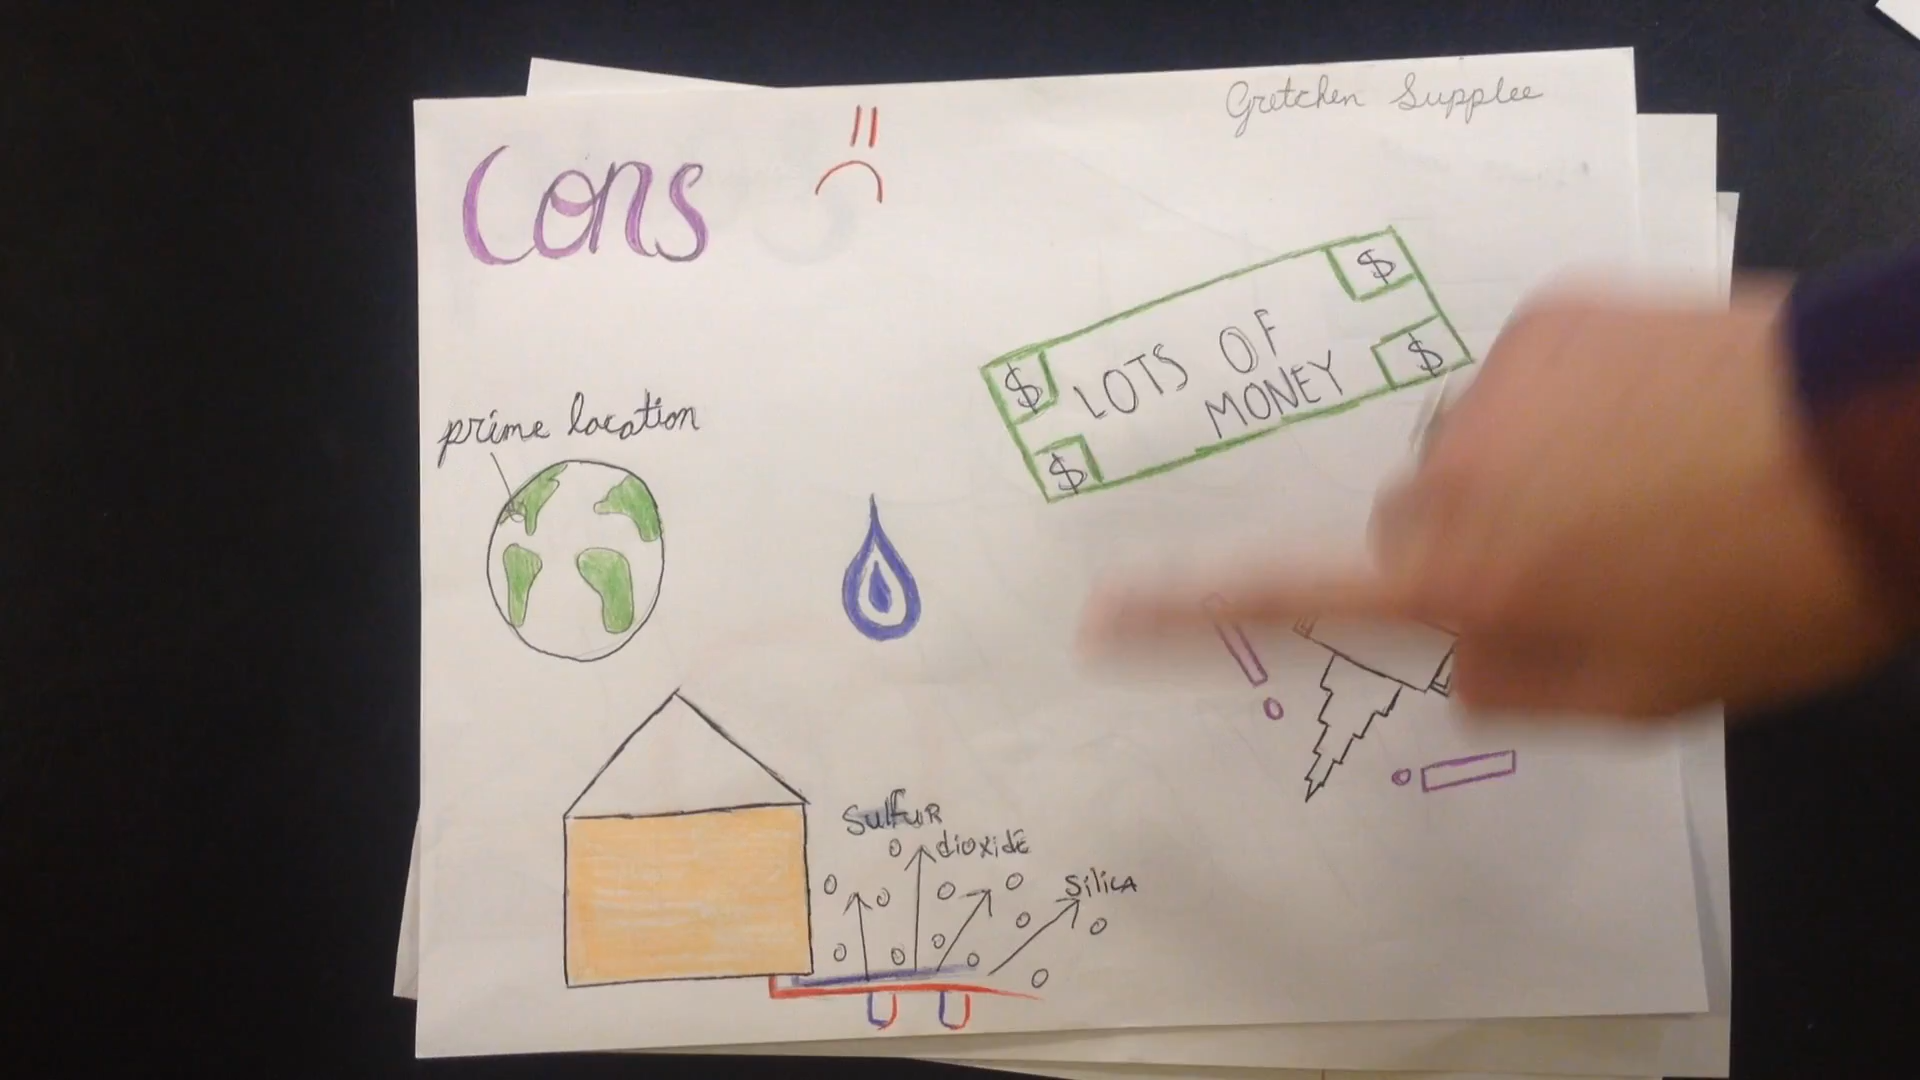 Gretchen Supplee
Cons
$
LOTS OF
MONEY
$
$
$
prime location
Sulfur
dioxide
Silica